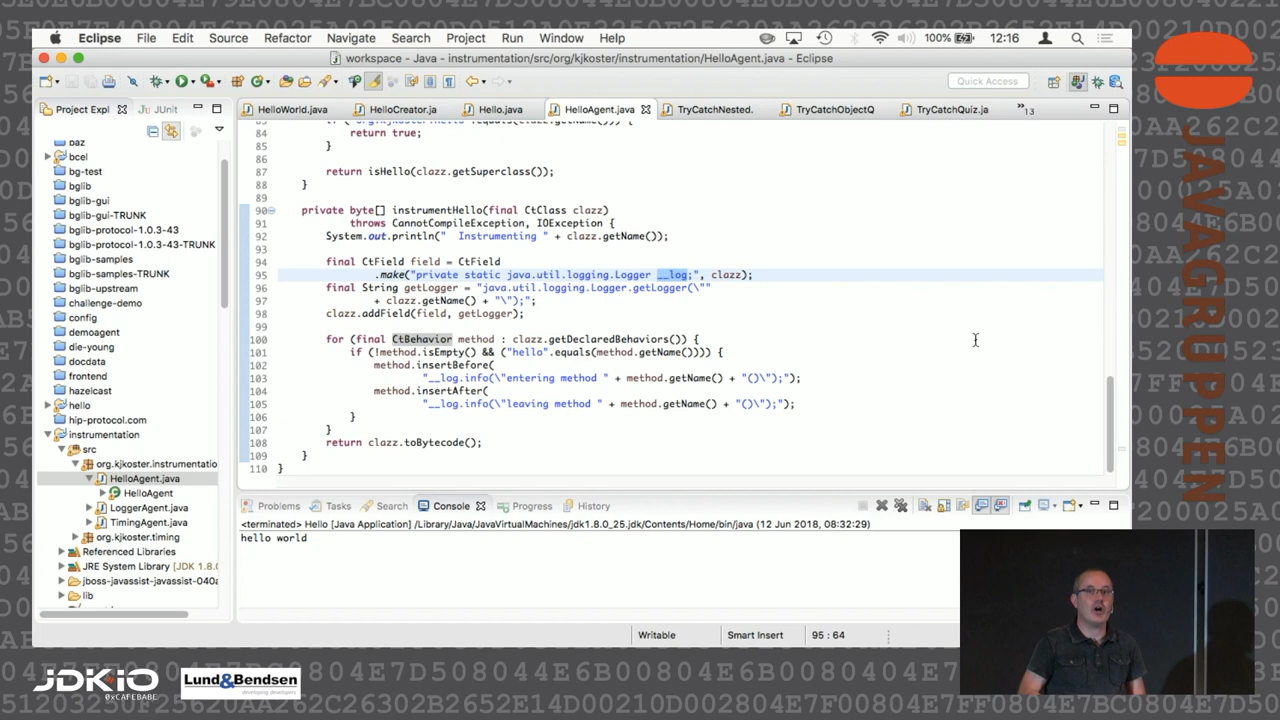 Eclipse File Edit Source Refactor Navigate Search Project Run Window Help 100% 12:16
workspace - Java - instrumentation/src/org/kjkoster/instrumentation/HelloAgent.java - Eclipse
Quick Access
Project Expl JUnit
HelloWorld.java HelloCreator.ja Hello.java HelloAgent.java TryCatchNested. TryCatchObjectQ TryCatchQuiz.ja »13
oaz
bcel
bg-test
bglib
bglib-gui
bglib-gui-TRUNK
bglib-protocol-1.0.3-43
bglib-protocol-1.0.3-43-TRUNK
bglib-samples
bglib-samples-TRUNK
bglib-upstream
challenge-demo
config
demoagent
die-young
docdata
frontend
hazelcast
hello
hip-protocol.com
instrumentation
src
org.kjkoster.instrumentatio
HelloAgent.java
HelloAgent
LoggerAgent.java
TimingAgent.java
org.kjkoster.timing
Referenced Libraries
JRE System Library [JDK 1.8.0
jboss-javassist-javassist-040a
lib
84 return true;
85 }
86
87 return isHello(clazz.getSuperclass());
88 }
89
90 private byte[] instrumentHello(final CtClass clazz)
91 throws CannotCompileException, IOException {
92 System.out.println("  Instrumenting " + clazz.getName());
93
94 final CtField field = CtField
95 .make("private static java.util.logging.Logger __log;", clazz);
96 final String getLogger = "java.util.logging.Logger.getLogger(\""
97 + clazz.getName() + "\");";
98 clazz.addField(field, getLogger);
99
100 for (final CtBehavior method : clazz.getDeclaredBehaviors()) {
101 if (!method.isEmpty() && ("hello".equals(method.getName()))) {
102 method.insertBefore(
103 "__log.info(\"entering method " + method.getName() + "()\");");
104 method.insertAfter(
105 "__log.info(\"leaving method " + method.getName() + "()\");");
106 }
107 }
108 return clazz.toBytecode();
109 }
110 }
Problems Tasks Search Console Progress History
<terminated> Hello [Java Application] /Library/Java/JavaVirtualMachines/jdk1.8.0_25.jdk/Contents/Home/bin/java (12 Jun 2018, 08:32:29)
hello world
Writable Smart Insert 95 : 64
JAVAGRUPPEN
JDKIO
0xCAFEBABE
Lund&Bendsen
developing developers